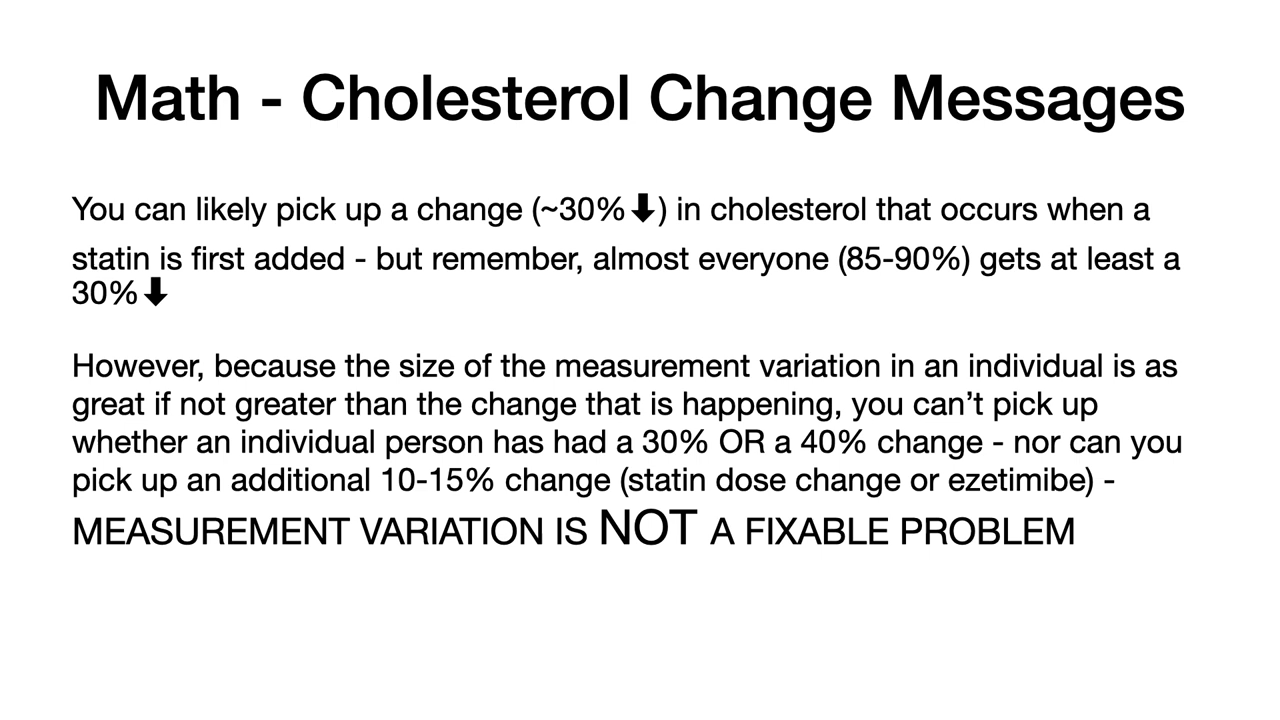 Math - Cholesterol Change Messages
You can likely pick up a change (~30%⬇) in cholesterol that occurs when a
statin is first added - but remember, almost everyone (85-90%) gets at least a
30%⬇
However, because the size of the measurement variation in an individual is as
great if not greater than the change that is happening, you can’t pick up
whether an individual person has had a 30% OR a 40% change - nor can you
pick up an additional 10-15% change (statin dose change or ezetimibe) -
MEASUREMENT VARIATION IS NOT A FIXABLE PROBLEM